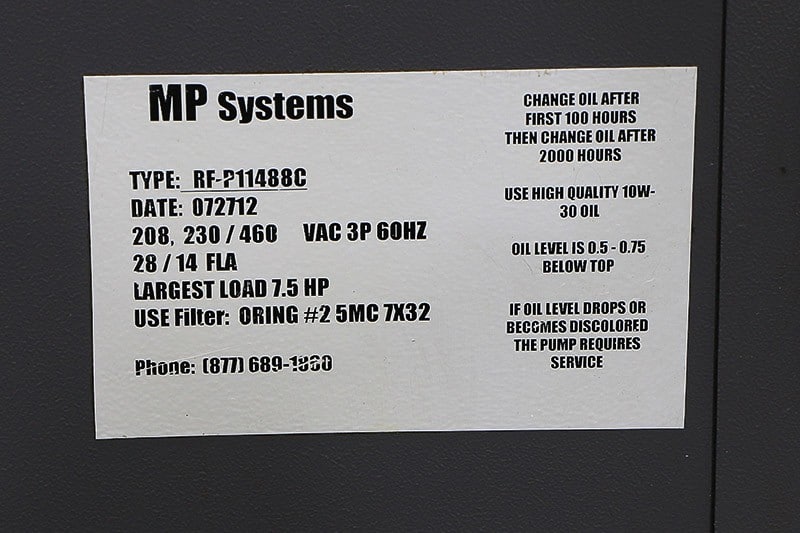 MP Systems
TYPE: RF-P11488C
DATE: 072712
208, 230 / 460 VAC 3P 60HZ
28 / 14 FLA
LARGEST LOAD 7.5 HP
USE Filter: ORING #2 5MC 7X32
Phone: (877) 689-1860
CHANGE OIL AFTER
FIRST 100 HOURS
THEN CHANGE OIL AFTER
2000 HOURS
USE HIGH QUALITY 10W-
30 OIL
OIL LEVEL IS 0.5 - 0.75
BELOW TOP
IF OIL LEVEL DROPS OR
BECOMES DISCOLORED
THE PUMP REQUIRES
SERVICE